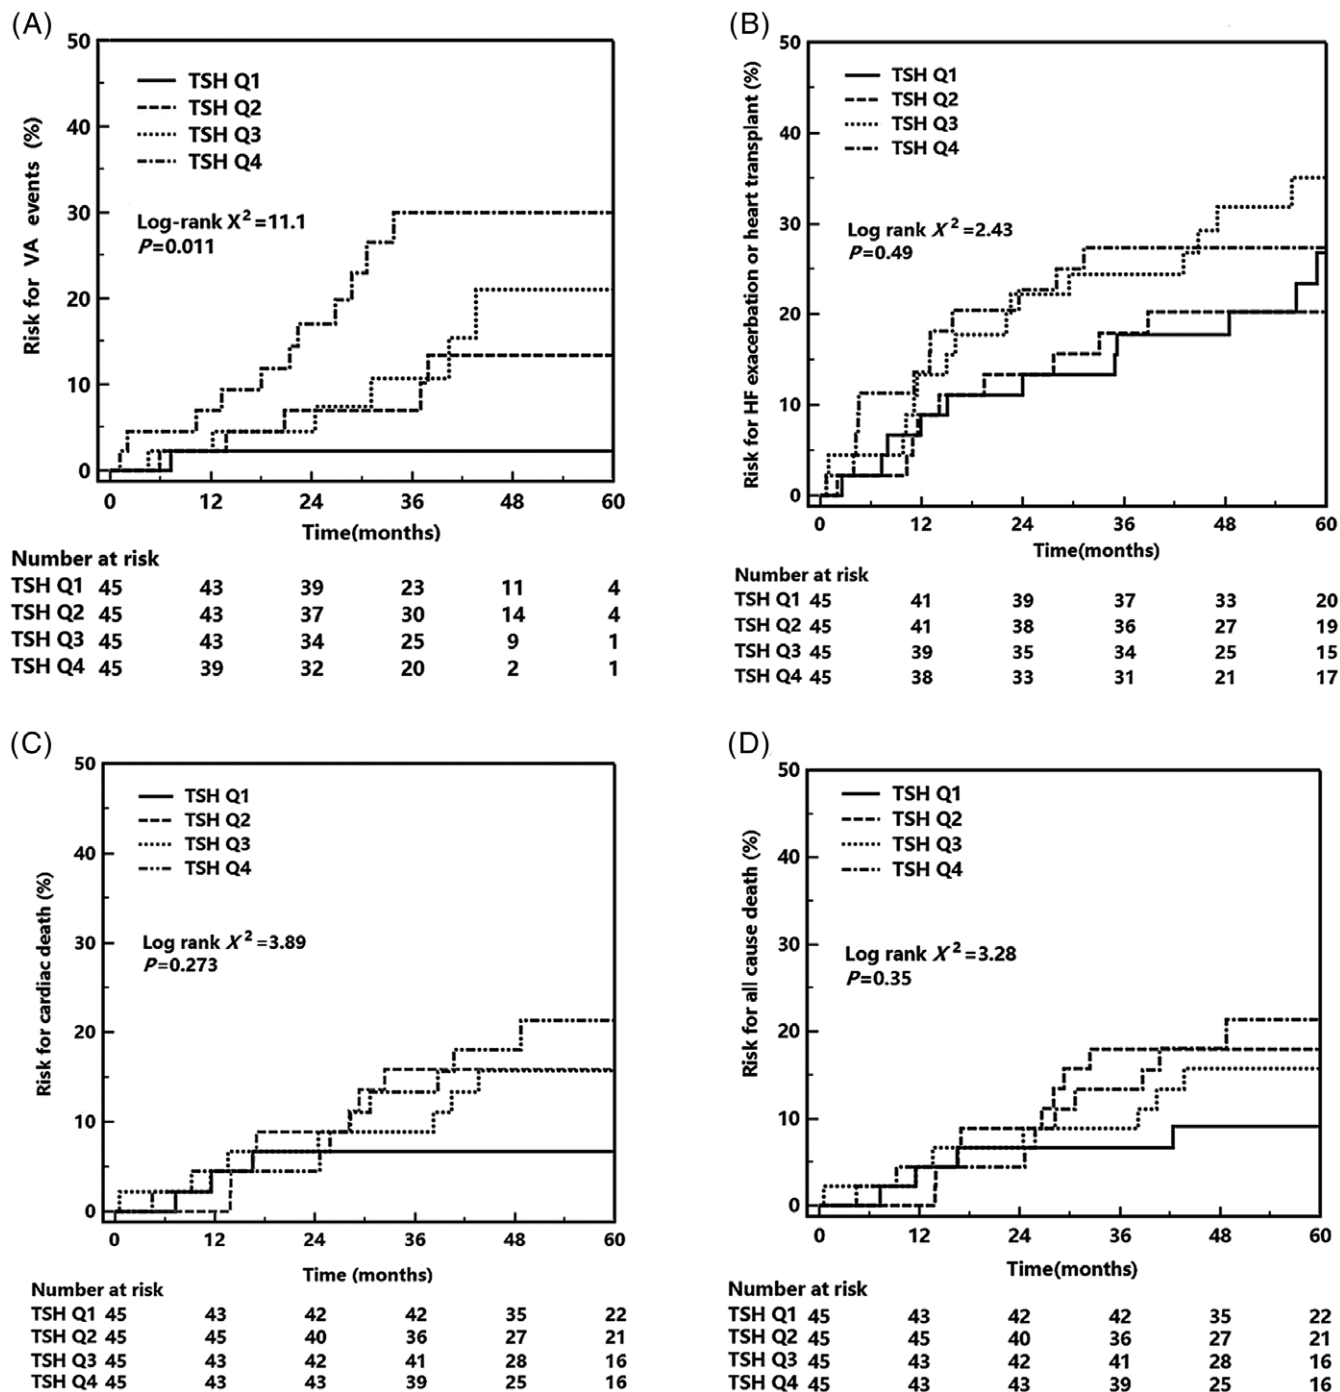 (A)
50
40
30
20
10
0
Risk for VA events (%)
TSH Q1
TSH Q2
TSH Q3
TSH Q4
Log-rank X²=11.1
P=0.011
0 12 24 36 48 60
Time(months)
Number at risk
TSH Q1 45 43 39 23 11 4
TSH Q2 45 43 37 30 14 4
TSH Q3 45 43 34 25 9 1
TSH Q4 45 39 32 20 2 1
(B)
50
40
30
20
10
0
Risk for HF exacerbation or heart transplant (%)
TSH Q1
TSH Q2
TSH Q3
TSH Q4
Log rank X²=2.43
P=0.49
0 12 24 36 48 60
Time(months)
Number at risk
TSH Q1 45 41 39 37 33 20
TSH Q2 45 41 38 36 27 19
TSH Q3 45 39 35 34 25 15
TSH Q4 45 38 33 31 21 17
(C)
50
40
30
20
10
0
Risk for cardiac death (%)
TSH Q1
TSH Q2
TSH Q3
TSH Q4
Log rank X²=3.89
P=0.273
0 12 24 36 48 60
Time (months)
Number at risk
TSH Q1 45 43 42 42 35 22
TSH Q2 45 45 40 36 27 21
TSH Q3 45 43 42 41 28 16
TSH Q4 45 43 43 39 25 16
(D)
50
40
30
20
10
0
Risk for all cause death (%)
TSH Q1
TSH Q2
TSH Q3
TSH Q4
Log rank X²=3.28
P=0.35
0 12 24 36 48 60
Time(months)
Number at risk
TSH Q1 45 43 42 42 35 22
TSH Q2 45 45 40 36 27 21
TSH Q3 45 43 42 41 28 16
TSH Q4 45 43 43 39 25 16